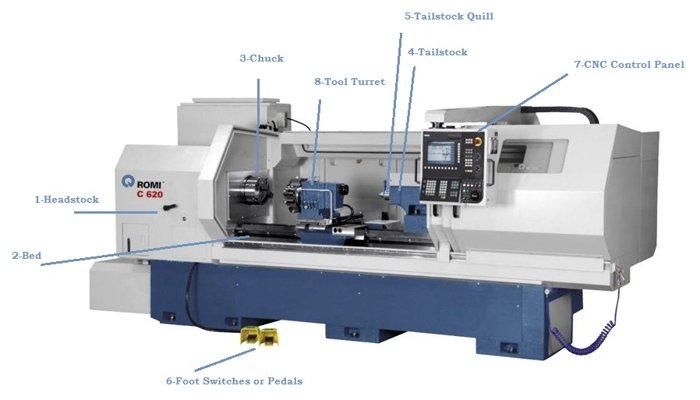 5-Tailstock Quill
4-Tailstock
3-Chuck
7-CNC Control Panel
8-Tool Turret
ROMI
C 620
1-Headstock
2-Bed
6-Foot Switches or Pedals